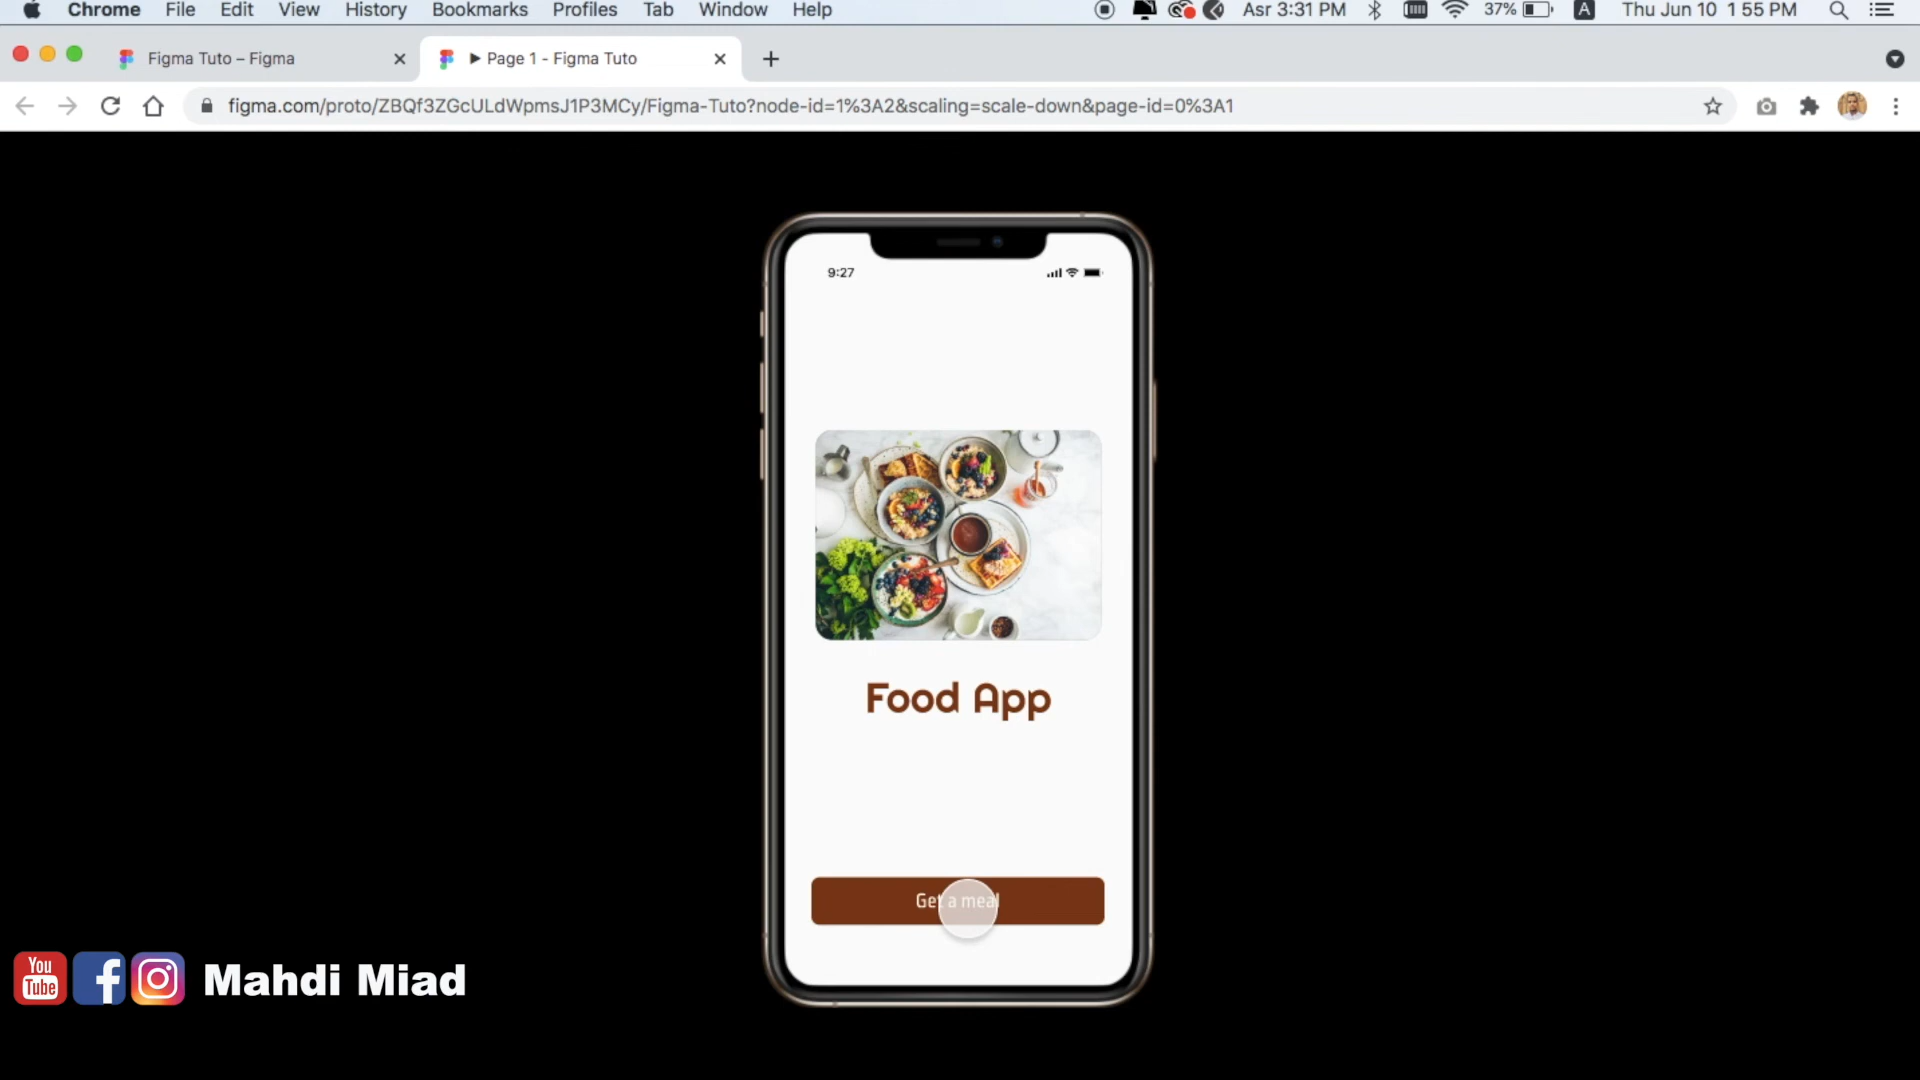 Chrome File Edit View History Bookmarks Profiles Tab Window Help Asr 3:31 PM 37% A Thu Jun 10 1 55 PM
Figma Tuto – Figma
Page 1 - Figma Tuto
figma.com/proto/ZBQf3ZGcULdWpmsJ1P3MCy/Figma-Tuto?node-id=1%3A2&scaling=scale-down&page-id=0%3A1
9:27
Food App
Get a meal
You
Tube
Mahdi Miad